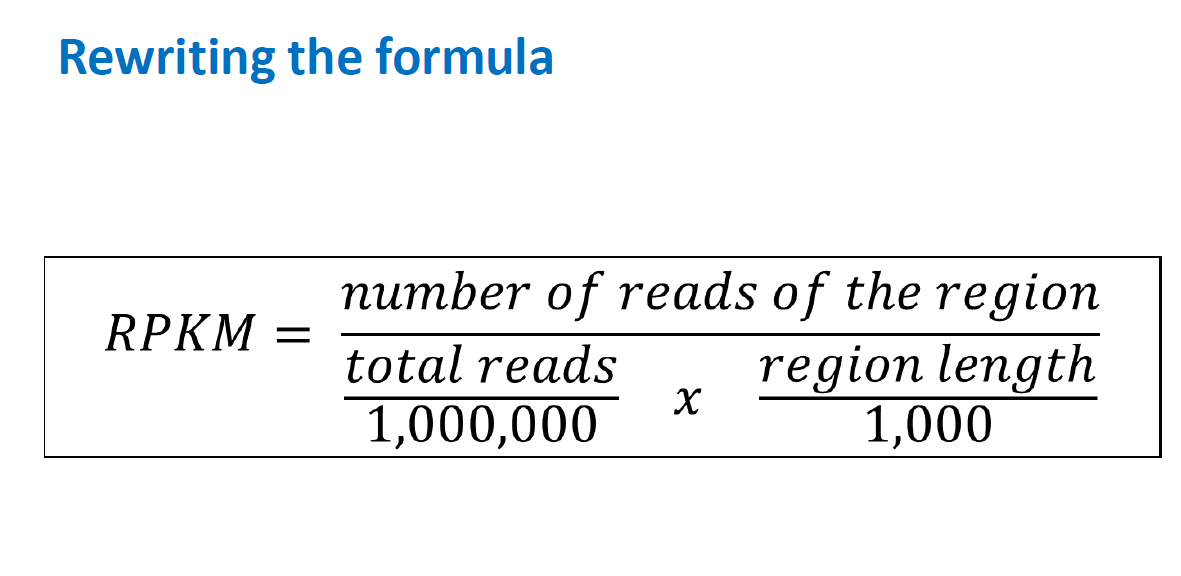 Rewriting the formula
number of reads of the region
RPKM =
total reads x region length
1,000,000 1,000